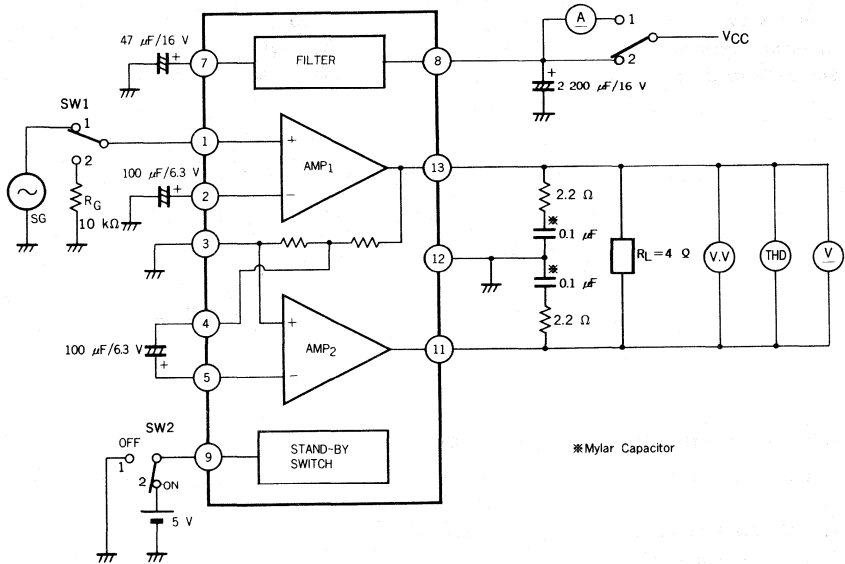 47 μF/16 V
+
7
FILTER
8
A
1
2
VCC
+
2 200 μF/16 V
SW1
1
2
SG
RG
10 kΩ
100 μF/6.3 V
+
1
2
+
−
AMP1
13
3
12
2.2 Ω
※
0.1 μF
※
0.1 μF
2.2 Ω
RL=4 Ω
V.V
THD
V
4
100 μF/6.3 V
+
5
+
−
AMP2
11
SW2
OFF
1
2
ON
5 V
9
STAND-BY
SWITCH
※Mylar Capacitor